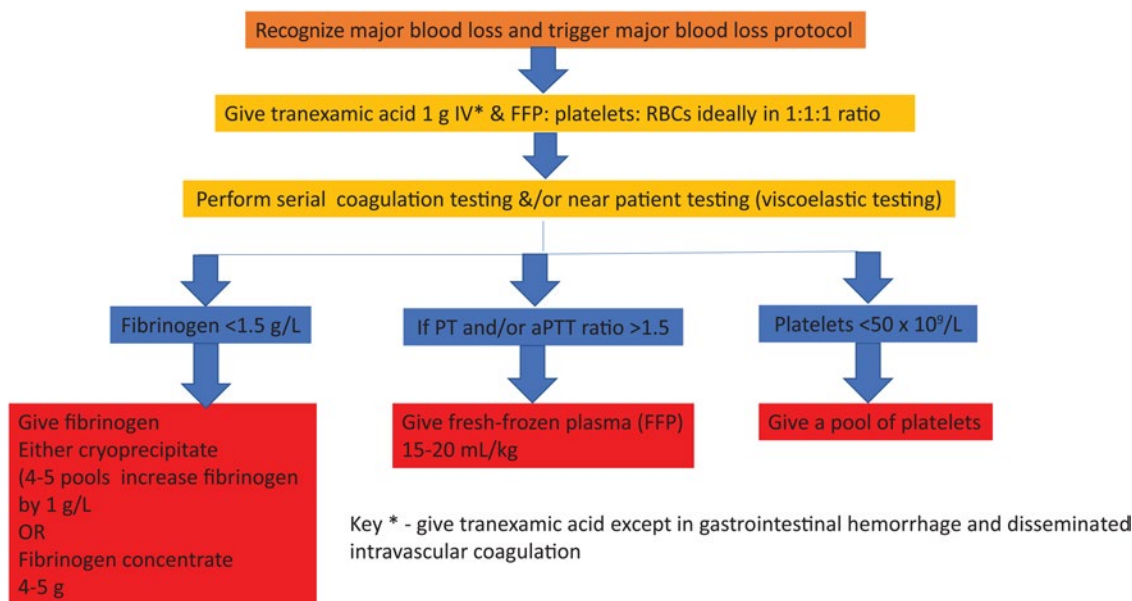 Recognize major blood loss and trigger major blood loss protocol
Give tranexamic acid 1 g IV* & FFP: platelets: RBCs ideally in 1:1:1 ratio
Perform serial coagulation testing &/or near patient testing (viscoelastic testing)
Fibrinogen <1.5 g/L
If PT and/or aPTT ratio >1.5
Platelets <50 x 10⁹/L
Give fibrinogen
Either cryoprecipitate
(4-5 pools increase fibrinogen
by 1 g/L
OR
Fibrinogen concentrate
4-5 g
Give fresh-frozen plasma (FFP)
15-20 mL/kg
Give a pool of platelets
Key * - give tranexamic acid except in gastrointestinal hemorrhage and disseminated
intravascular coagulation